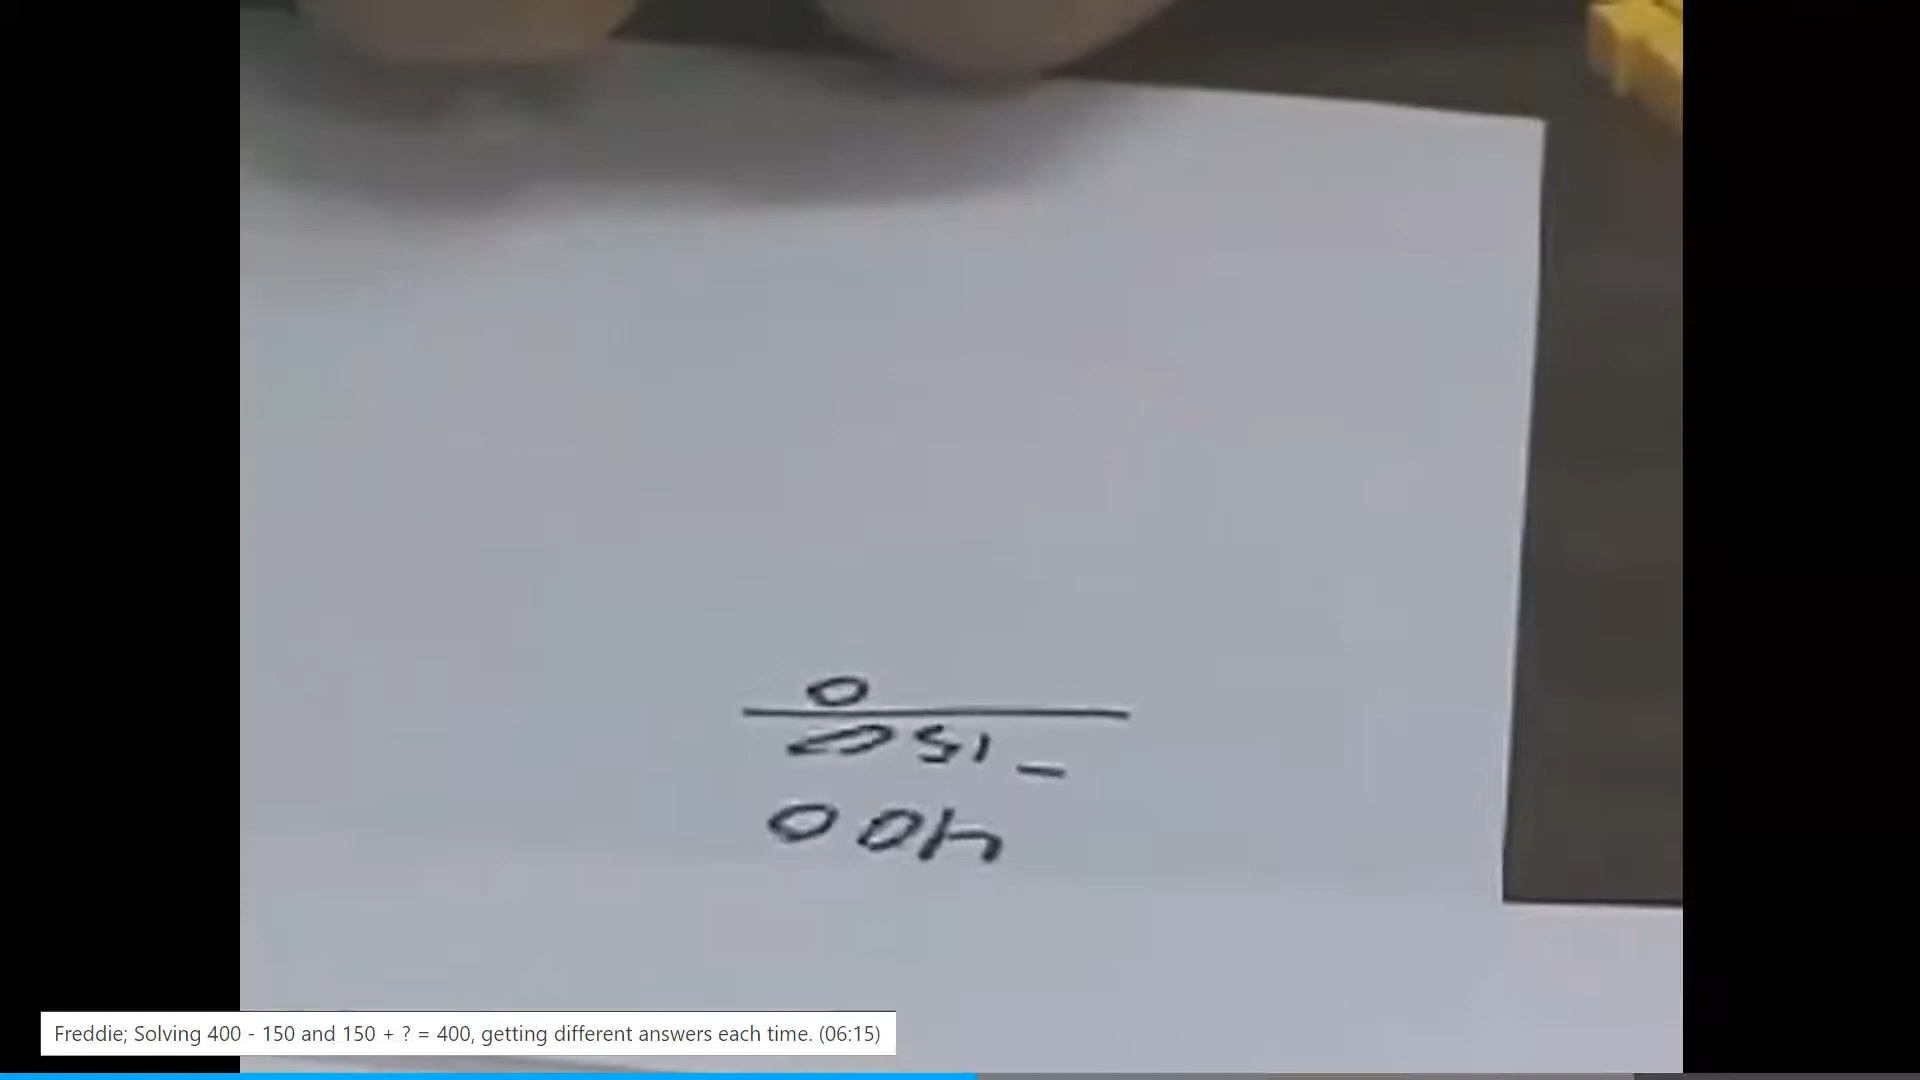 400
- 150
0
Freddie; Solving 400 - 150 and 150 + ? = 400, getting different answers each time. (06:15)